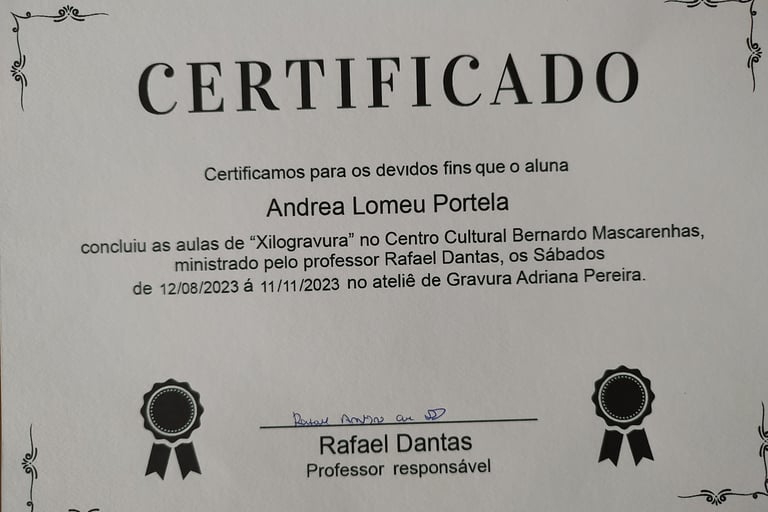 CERTIFICADO
Certificamos para os devidos fins que o aluna
Andrea Lomeu Portela
concluiu as aulas de “Xilogravura” no Centro Cultural Bernardo Mascarenhas,
ministrado pelo professor Rafael Dantas, os Sábados
de 12/08/2023 á 11/11/2023 no ateliê de Gravura Adriana Pereira.
Rafael Dantas
Professor responsável